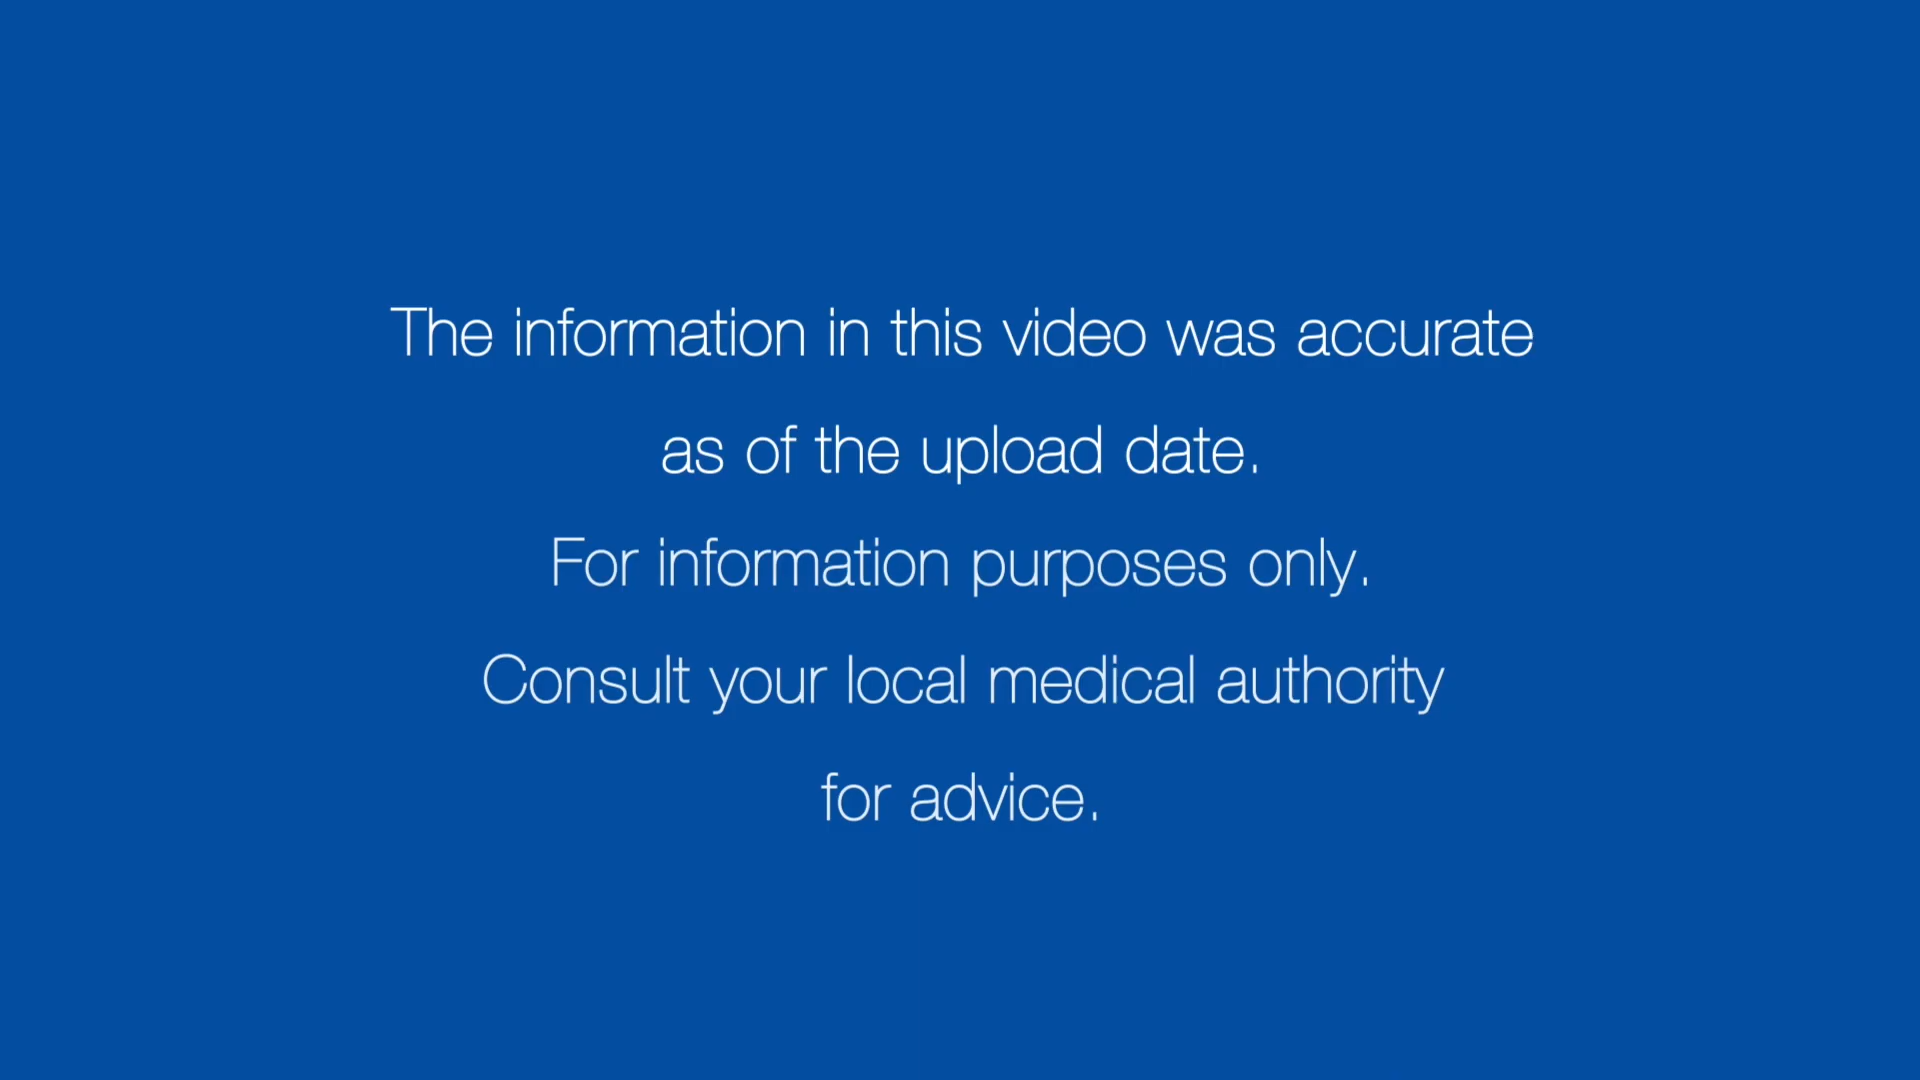 The information in this video was accurate
as of the upload date.
For information purposes only.
Consult your local medical authority
for advice.